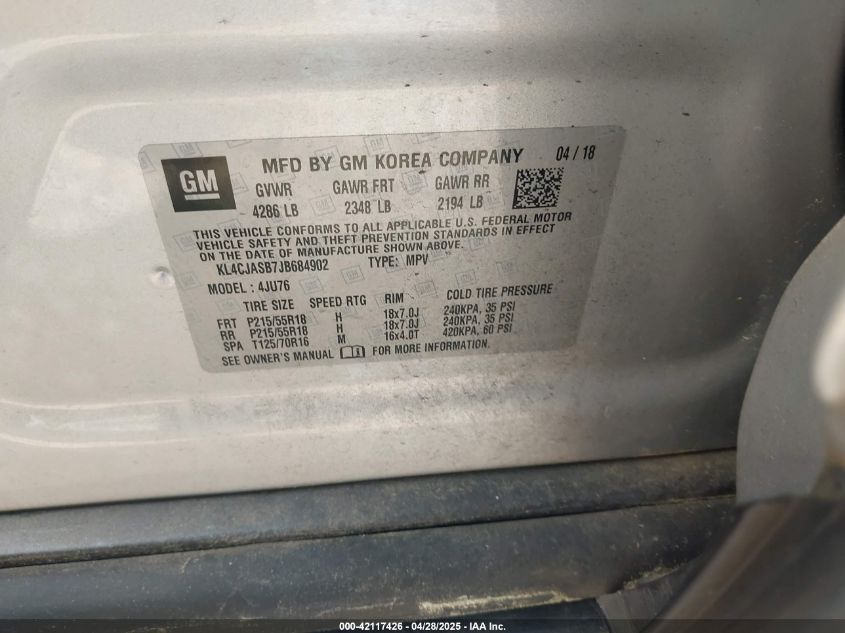 GM
MFD BY GM KOREA COMPANY 04 / 18
GVWR GAWR FRT GAWR RR
4286 LB 2348 LB 2194 LB
THIS VEHICLE CONFORMS TO ALL APPLICABLE U.S. FEDERAL MOTOR
VEHICLE SAFETY AND THEFT PREVENTION STANDARDS IN EFFECT
ON THE DATE OF MANUFACTURE SHOWN ABOVE.
KL4CJASB7JB684902 TYPE: MPV
MODEL : 4JU76
TIRE SIZE SPEED RTG RIM COLD TIRE PRESSURE
FRT P215/55R18 H 18x7.0J 240KPA, 35 PSI
RR P215/55R18 H 18x7.0J 240KPA, 35 PSI
SPA T125/70R16 M 16x4.0T 420KPA, 60 PSI
SEE OWNER'S MANUAL FOR MORE INFORMATION.
000-42117426 - 04/28/2025 - IAA Inc.